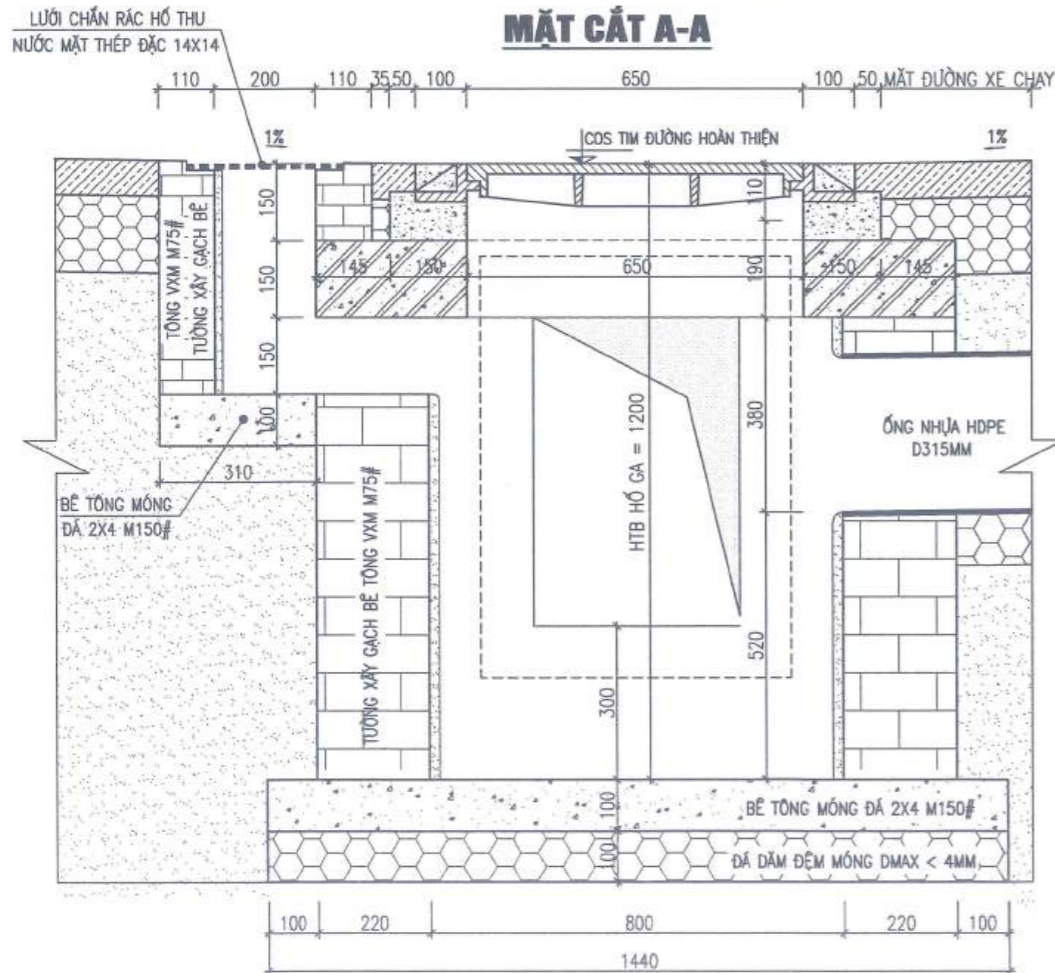 MẶT CẮT A-A
LƯỚI CHẮN RÁC HỐ THU
NƯỚC MẶT THÉP ĐẶC 14X14
110 200 110 35 50 100 650 100 50 MẶT ĐƯỜNG XE CHẠY
1% COS TIM ĐƯỜNG HOÀN THIỆN 1%
150
110
TÔNG VXM M75#
TƯỜNG XÂY GẠCH BÊ
150
145 150 650 190 150 145
150
100
380
HTB HỐ GA = 1200
ỐNG NHỰA HDPE
D315MM
310
BÊ TÔNG MÓNG
ĐÁ 2X4 M150#
TƯỜNG XÂY GẠCH BÊ TÔNG VXM M75#
520
300
100
BÊ TÔNG MÓNG ĐÁ 2X4 M150#
100
ĐÁ DĂM ĐỆM MÓNG DMAX < 4MM
100 220 800 220 100
1440